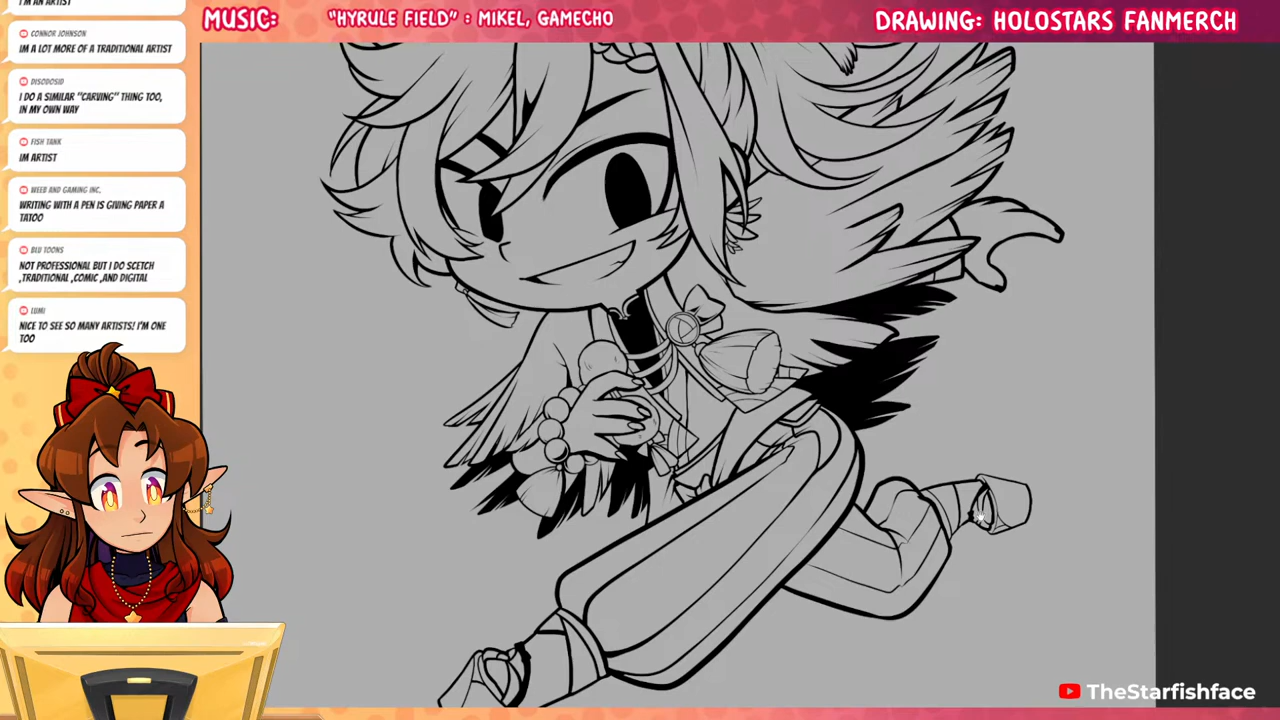 MUSIC: "HYRULE FIELD" : MIKEL, GAMECHO
DRAWING: HOLOSTARS FANMERCH
I'M AN ARTIST
CONNOR JOHNSON
IM A LOT MORE OF A TRADITIONAL ARTIST
DISODOSID
I DO A SIMILAR "CARVING" THING TOO,
IN MY OWN WAY
FISH TANK
IM ARTIST
WEEB AND GAMING INC.
WRITING WITH A PEN IS GIVING PAPER A
TATOO
BLU TOONS
NOT PROFESSIONAL BUT I DO SCETCH
,TRADITIONAL ,COMIC ,AND DIGITAL
LUMI
NICE TO SEE SO MANY ARTISTS! I'M ONE
TOO
TheStarfishface